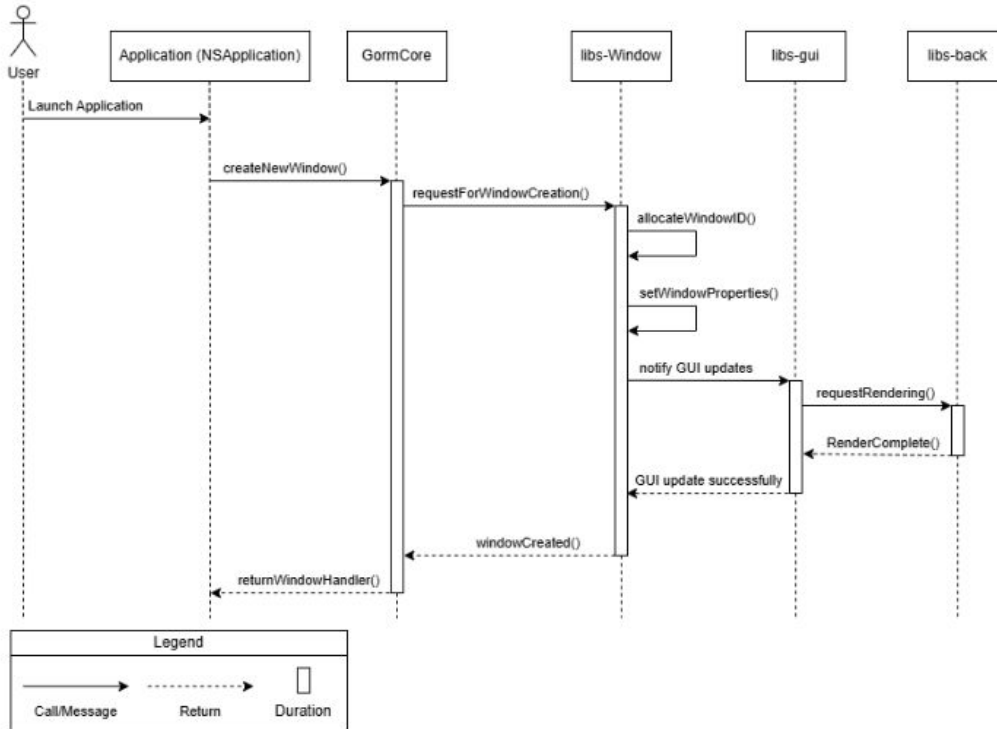 User
Application (NSApplication)
GormCore
libs-Window
libs-gui
libs-back
Launch Application
createNewWindow()
requestForWindowCreation()
allocateWindowID()
setWindowProperties()
notify GUI updates
requestRendering()
RenderComplete()
GUI update successfully
windowCreated()
returnWindowHandler()
Legend
Call/Message
Return
Duration